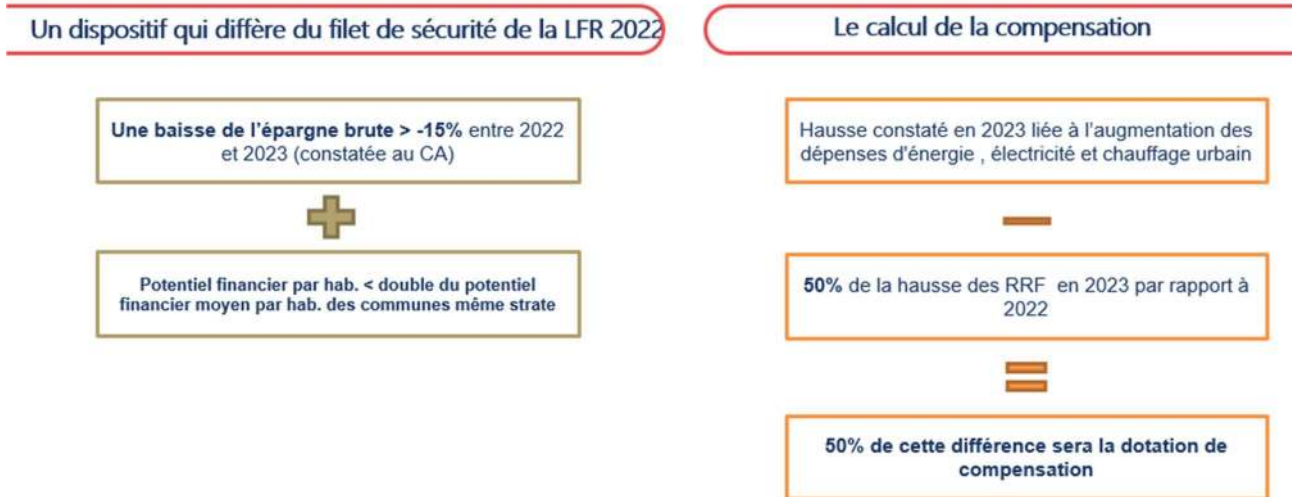 Un dispositif qui diffère du filet de sécurité de la LFR 2022
Une baisse de l'épargne brute > -15% entre 2022
et 2023 (constatée au CA)
Potentiel financier par hab. < double du potentiel
financier moyen par hab. des communes même strate
Le calcul de la compensation
Hausse constaté en 2023 liée à l'augmentation des
dépenses d'énergie , électricité et chauffage urbain
50% de la hausse des RRF en 2023 par rapport à
2022
50% de cette différence sera la dotation de
compensation